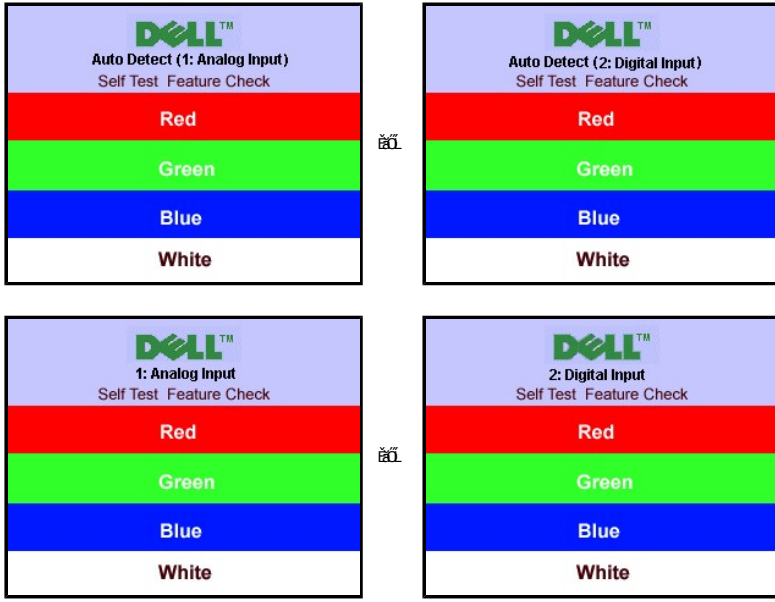 DELL™
Auto Detect (1: Analog Input)
Self Test Feature Check
Red
Green
Blue
White
DELL™
Auto Detect (2: Digital Input)
Self Test Feature Check
Red
Green
Blue
White
DELL™
1: Analog Input
Self Test Feature Check
Red
Green
Blue
White
DELL™
2: Digital Input
Self Test Feature Check
Red
Green
Blue
White